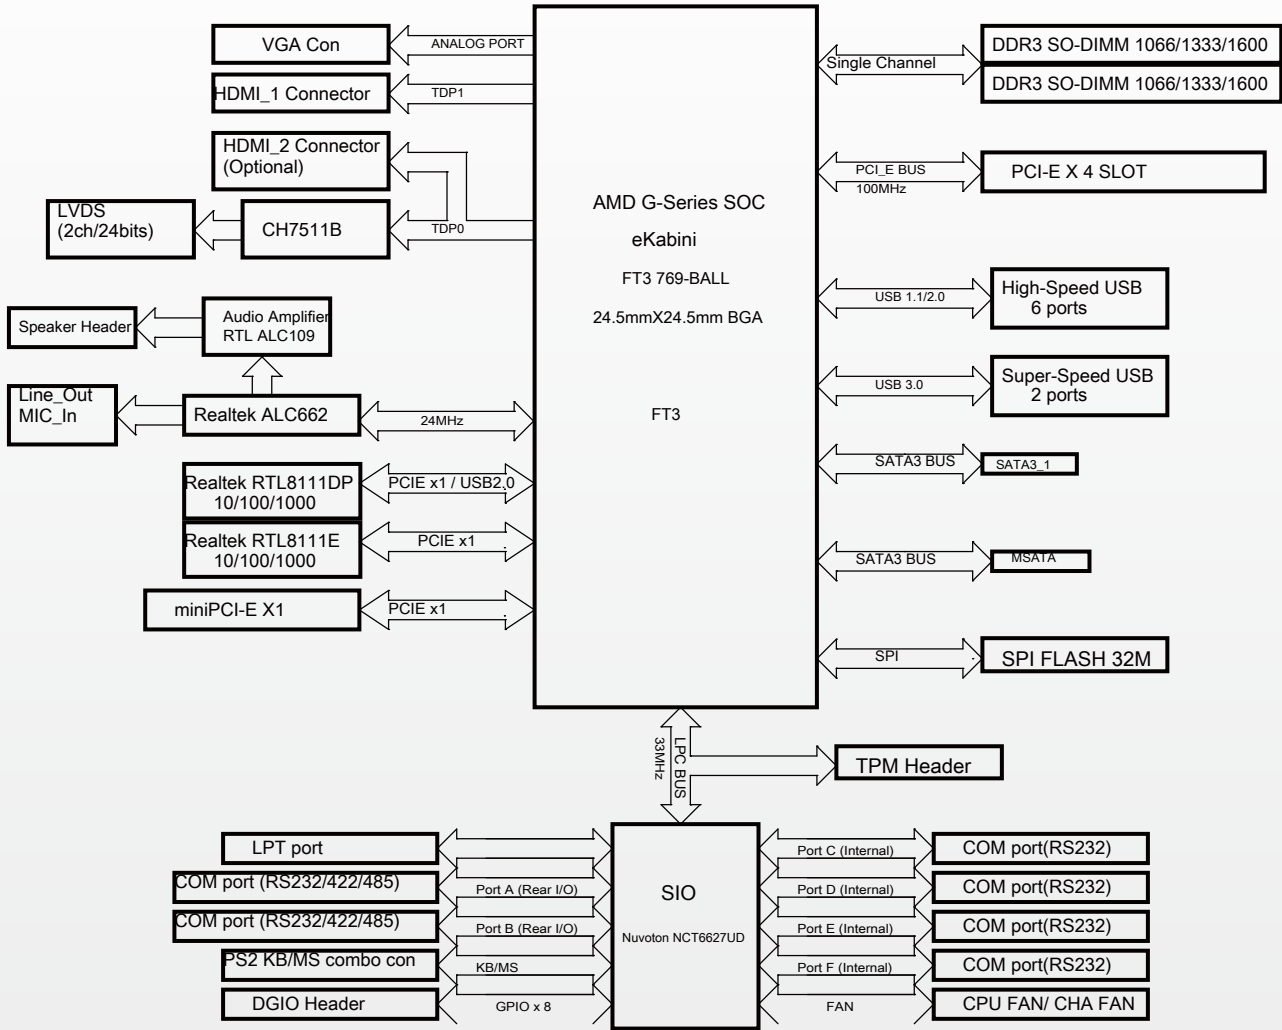 VGA Con
ANALOG PORT
HDMI_1 Connector
TDP1
HDMI_2 Connector
(Optional)
LVDS
(2ch/24bits)
CH7511B
TDP0
Speaker Header
Audio Amplifier
RTL ALC109
Line_Out
MIC_In
Realtek ALC662
24MHz
Realtek RTL8111DP
10/100/1000
PCIE x1 / USB2.0
Realtek RTL8111E
10/100/1000
PCIE x1
miniPCI-E X1
PCIE x1
AMD G-Series SOC
eKabini
FT3 769-BALL
24.5mmX24.5mm BGA
FT3
Single Channel
DDR3 SO-DIMM 1066/1333/1600
DDR3 SO-DIMM 1066/1333/1600
PCI_E BUS
100MHz
PCI-E X 4 SLOT
USB 1.1/2.0
High-Speed USB
6 ports
USB 3.0
Super-Speed USB
2 ports
SATA3 BUS
SATA3_1
SATA3 BUS
MSATA
SPI
SPI FLASH 32M
LPC BUS
33MHz
TPM Header
LPT port
COM port (RS232/422/485)
Port A (Rear I/O)
COM port (RS232/422/485)
Port B (Rear I/O)
PS2 KB/MS combo con
KB/MS
DGIO Header
GPIO x 8
SIO
Nuvoton NCT6627UD
Port C (Internal)
COM port(RS232)
Port D (Internal)
COM port(RS232)
Port E (Internal)
COM port(RS232)
Port F (Internal)
COM port(RS232)
FAN
CPU FAN/ CHA FAN